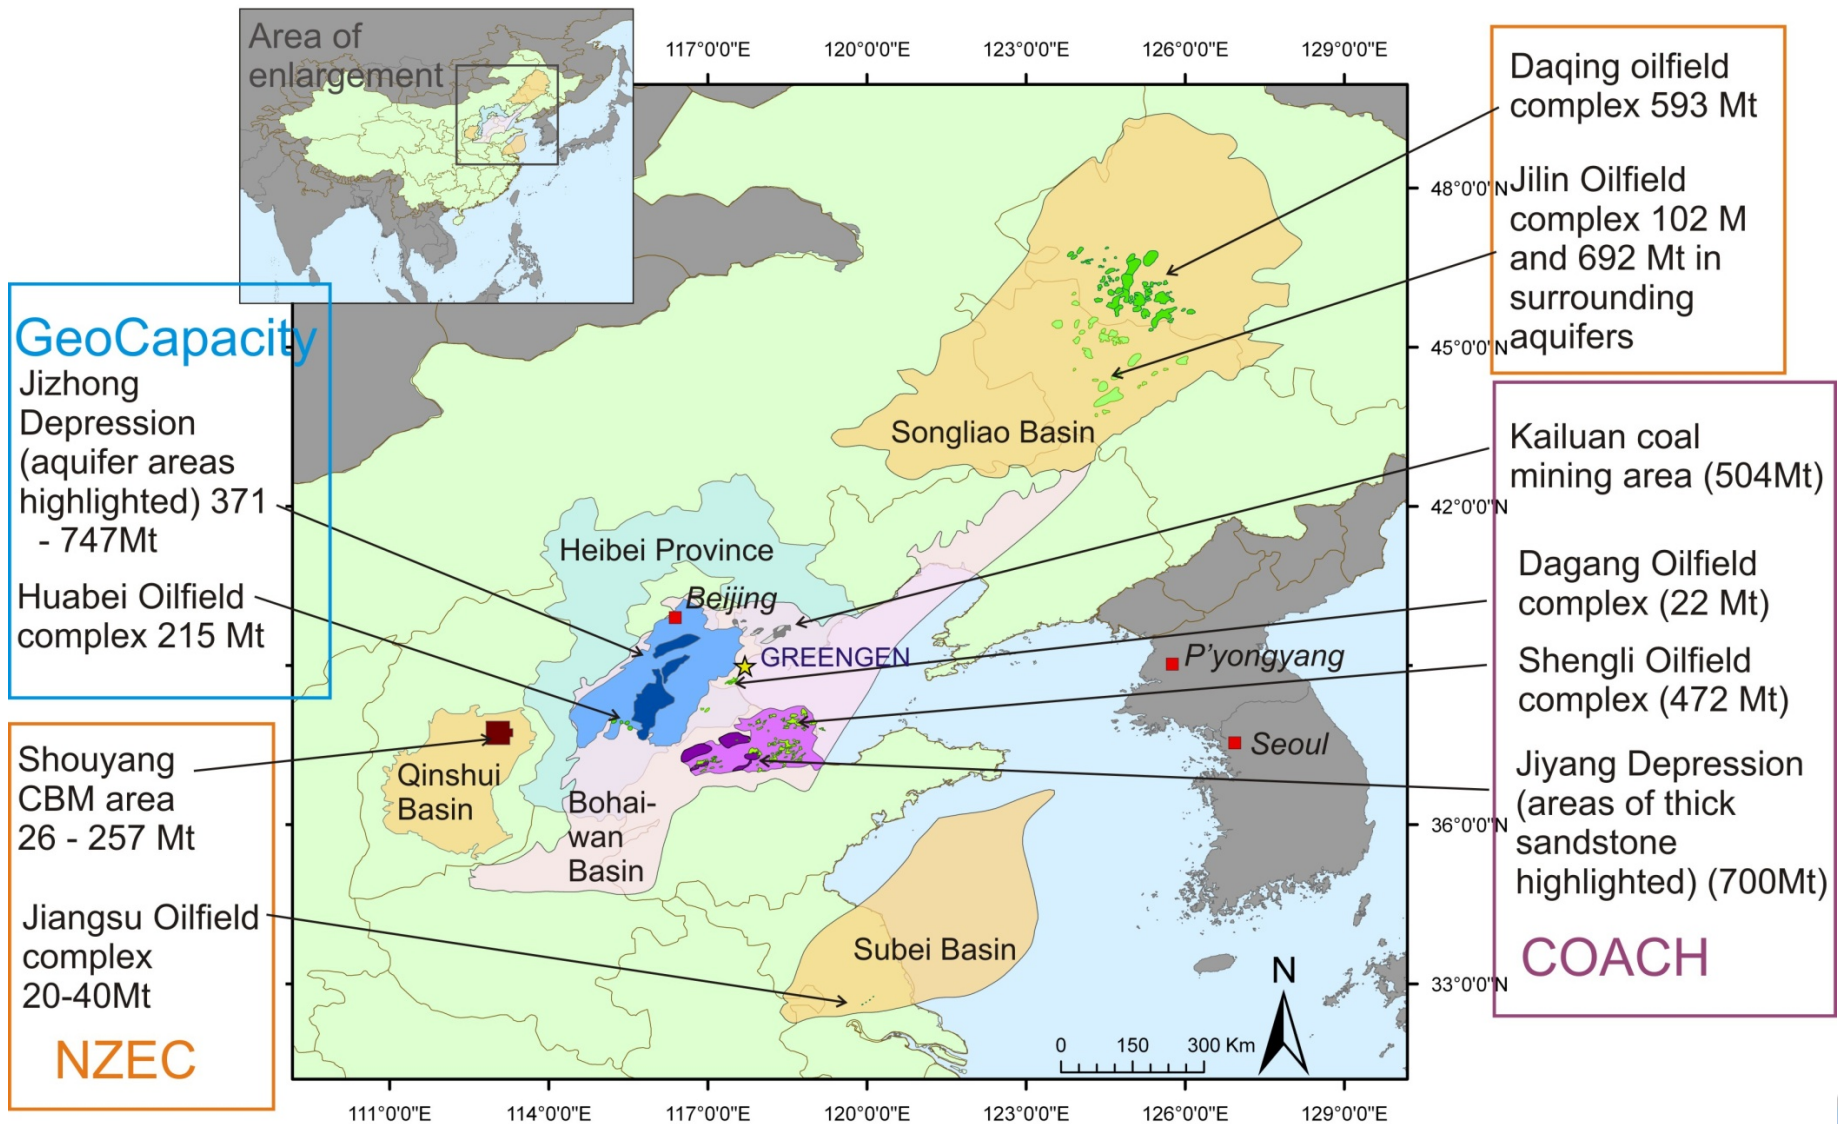 Area of
enlargement
117°0'0"E
120°0'0"E
123°0'0"E
126°0'0"E
129°0'0"E
GeoCapacity
Jizhong
Depression
(aquifer areas
highlighted) 371
- 747Mt
Huabei Oilfield
complex 215 Mt
Shouyang
CBM area
26 - 257 Mt
Jiangsu Oilfield
complex
20-40Mt
NZEC
Songliao Basin
Heibei Province
Beijing
GREENGEN
P'yongyang
Seoul
Qinshui
Basin
Bohai-
wan
Basin
Subei Basin
N
0 150 300 Km
48°0'0"N
45°0'0"N
42°0'0"N
36°0'0"N
33°0'0"N
Daqing oilfield
complex 593 Mt
Jilin Oilfield
complex 102 M
and 692 Mt in
surrounding
aquifers
Kailuan coal
mining area (504Mt)
Dagang Oilfield
complex (22 Mt)
Shengli Oilfield
complex (472 Mt)
Jiyang Depression
(areas of thick
sandstone
highlighted) (700Mt)
COACH
111°0'0"E
114°0'0"E
117°0'0"E
120°0'0"E
123°0'0"E
126°0'0"E
129°0'0"E